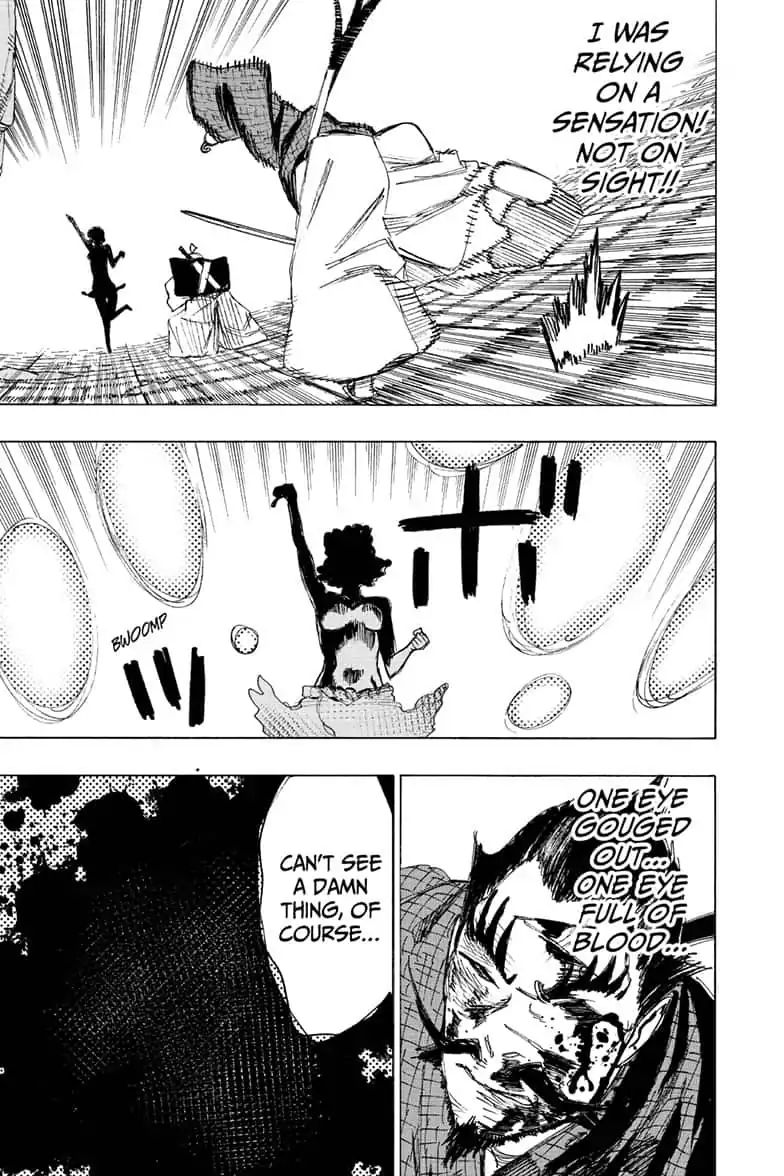 I WAS
RELYING
ON A
SENSATION!
NOT ON
SIGHT!!
BWOOMP
ONE EYE
GOUGED
OUT...
ONE EYE
FULL OF
BLOOD...
CAN'T SEE
A DAMN
THING, OF
COURSE...